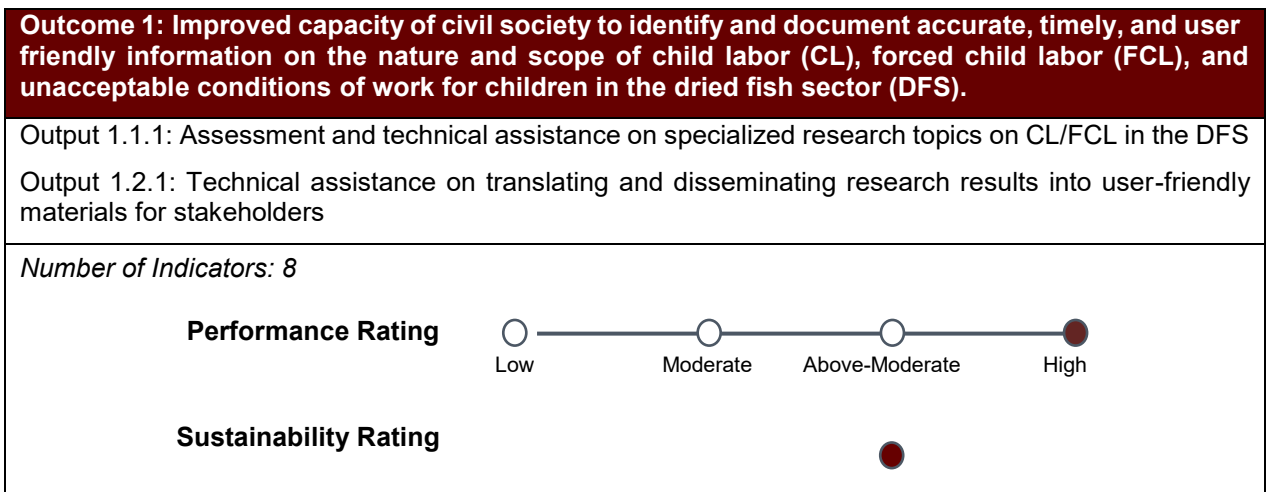 Outcome 1: Improved capacity of civil society to identify and document accurate, timely, and user
friendly information on the nature and scope of child labor (CL), forced child labor (FCL), and
unacceptable conditions of work for children in the dried fish sector (DFS).
Output 1.1.1: Assessment and technical assistance on specialized research topics on CL/FCL in the DFS
Output 1.2.1: Technical assistance on translating and disseminating research results into user-friendly
materials for stakeholders
Number of Indicators: 8
Performance Rating
Low Moderate Above-Moderate High
Sustainability Rating